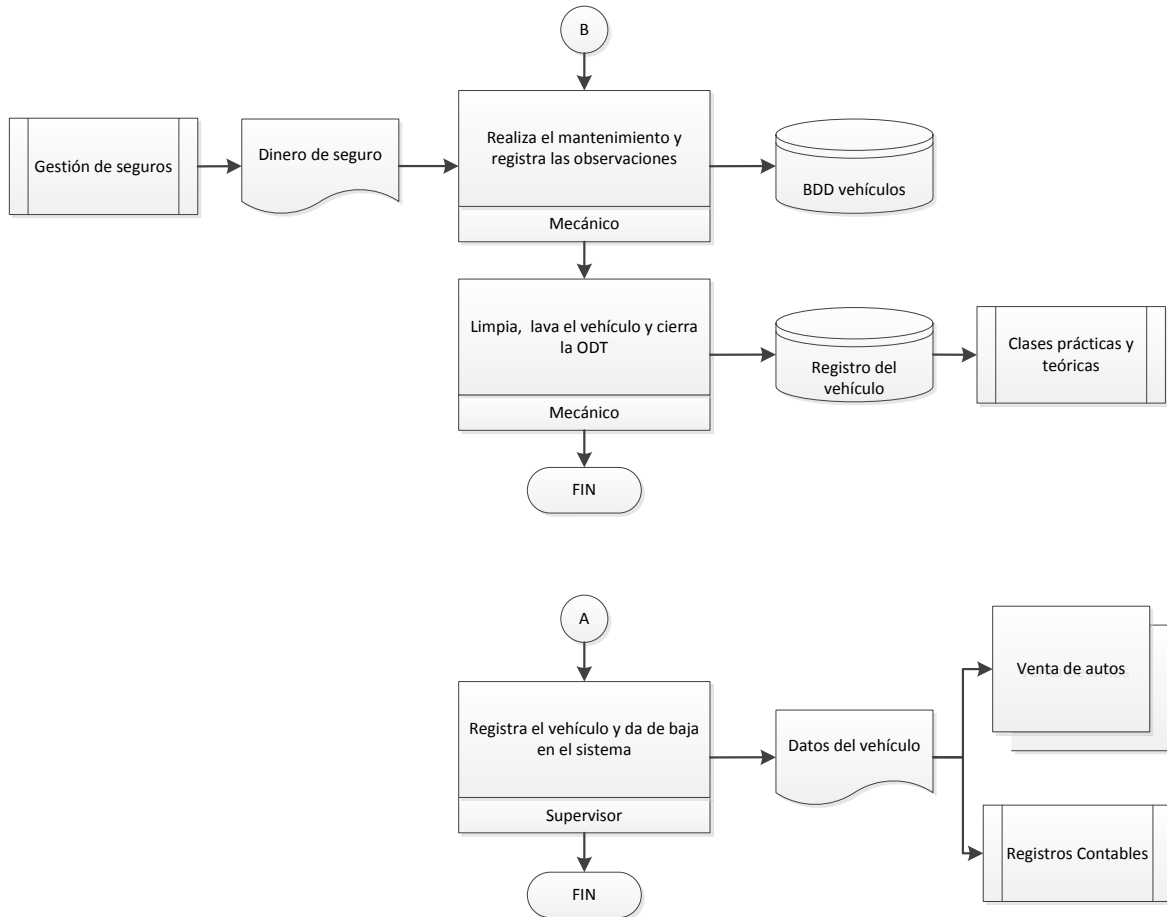 B
Gestión de seguros
Dinero de seguro
Realiza el mantenimiento y
registra las observaciones
Mecánico
BDD vehículos
Limpia, lava el vehículo y cierra
la ODT
Mecánico
Registro del
vehículo
Clases prácticas y
teóricas
FIN
A
Registra el vehículo y da de baja
en el sistema
Supervisor
Datos del vehículo
Venta de autos
Registros Contables
FIN